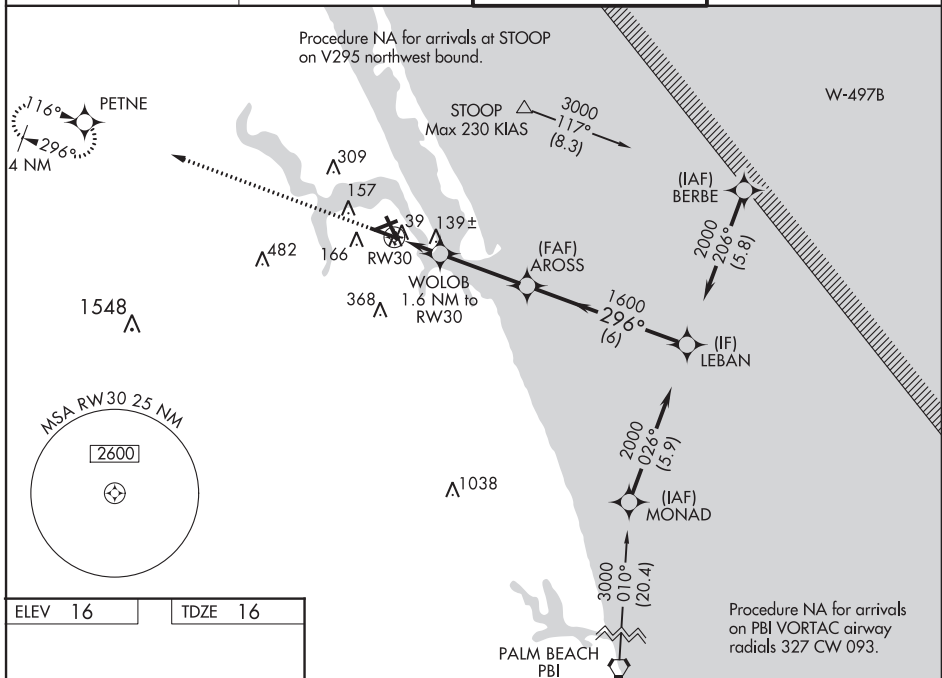 Procedure NA for arrivals at STOOP
on V295 northwest bound.
W-497B
116°
PETNE
296°
4 NM
STOOP
Max 230 KIAS
3000
117°
(8.3)
309
157
(IAF)
BERBE
39
139±
166
RW30
482
2000
206°
(5.8)
(FAF)
AROSS
WOLOB
1.6 NM to
RW30
368
1548
1600
296°
(6)
(IF)
LEBAN
MSA RW30 25 NM
2600
2000
026°
(5.9)
1038
(IAF)
MONAD
3000
010°
(20.4)
ELEV 16
TDZE 16
Procedure NA for arrivals
on PBI VORTAC airway
radials 327 CW 093.
PALM BEACH
PBI